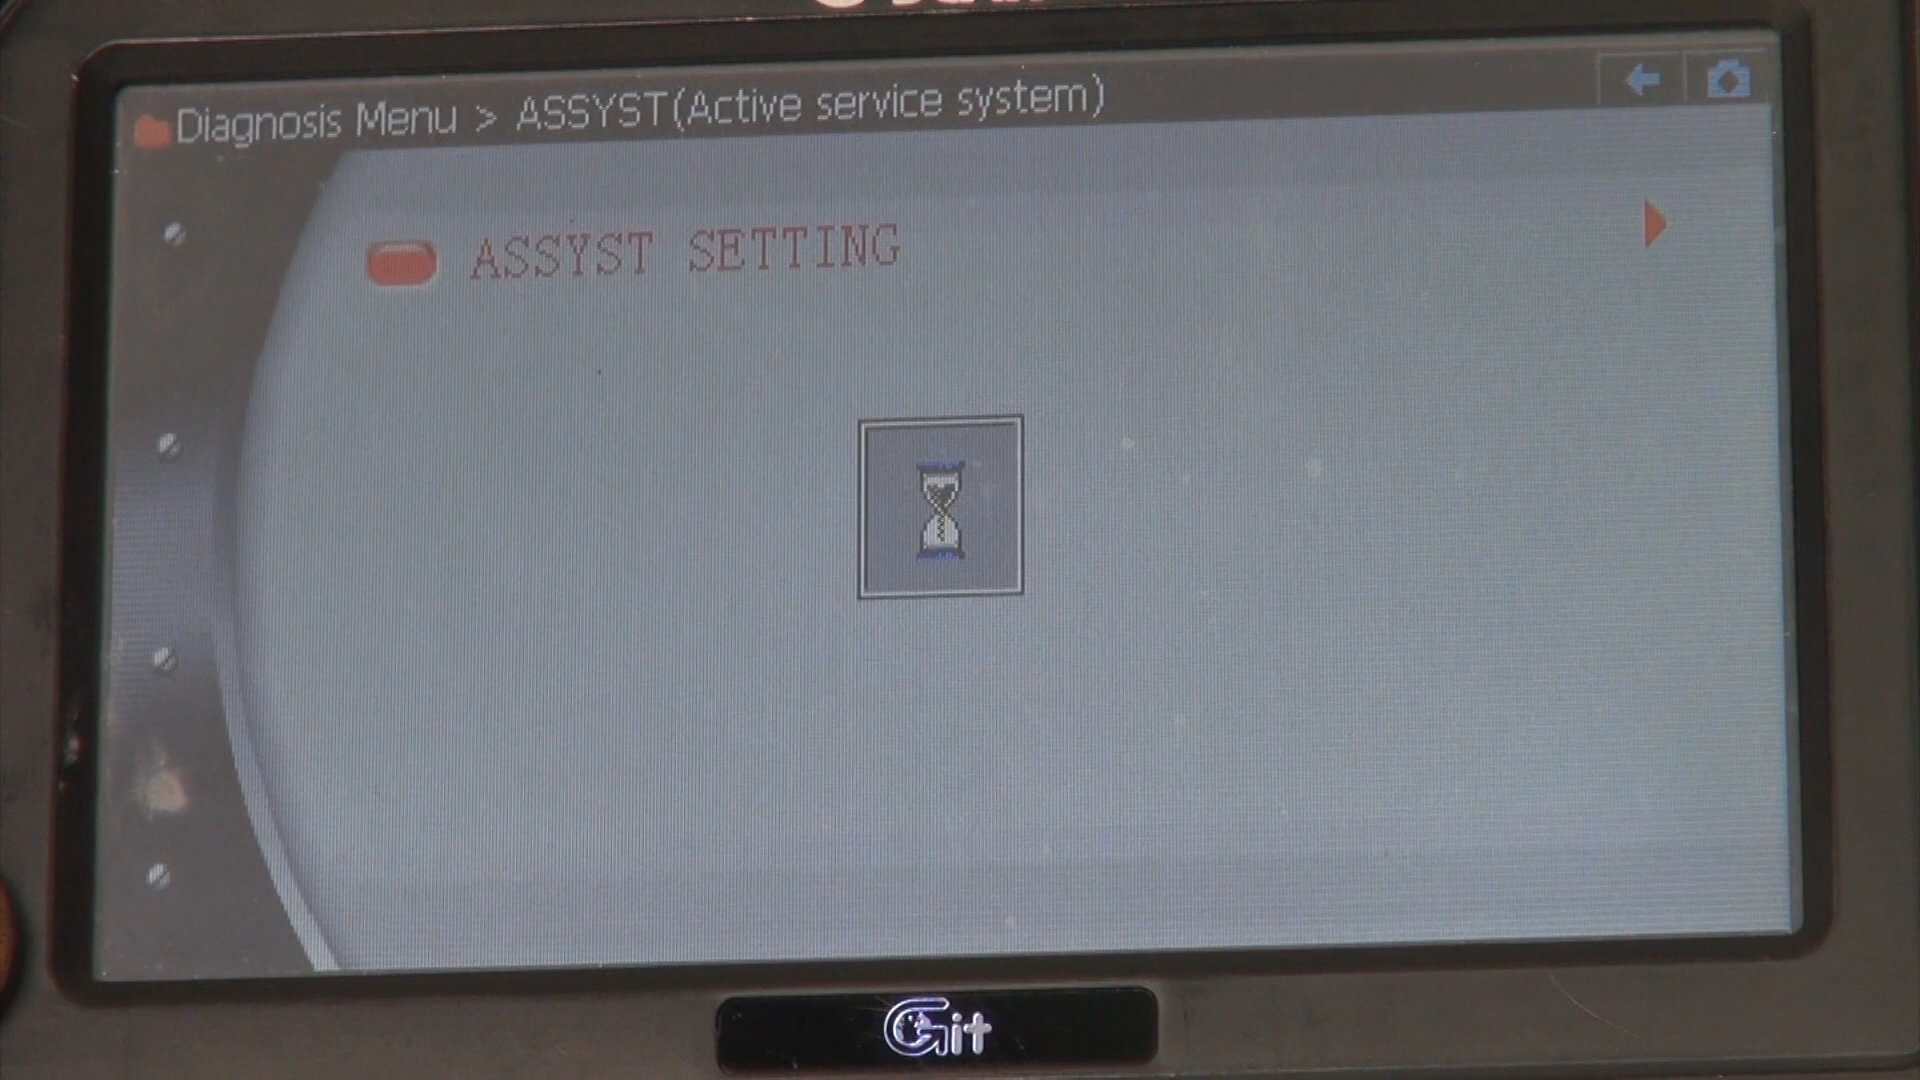 Diagnosis Menu > ASSYST(Active service system)
ASSYST SETTING
Git